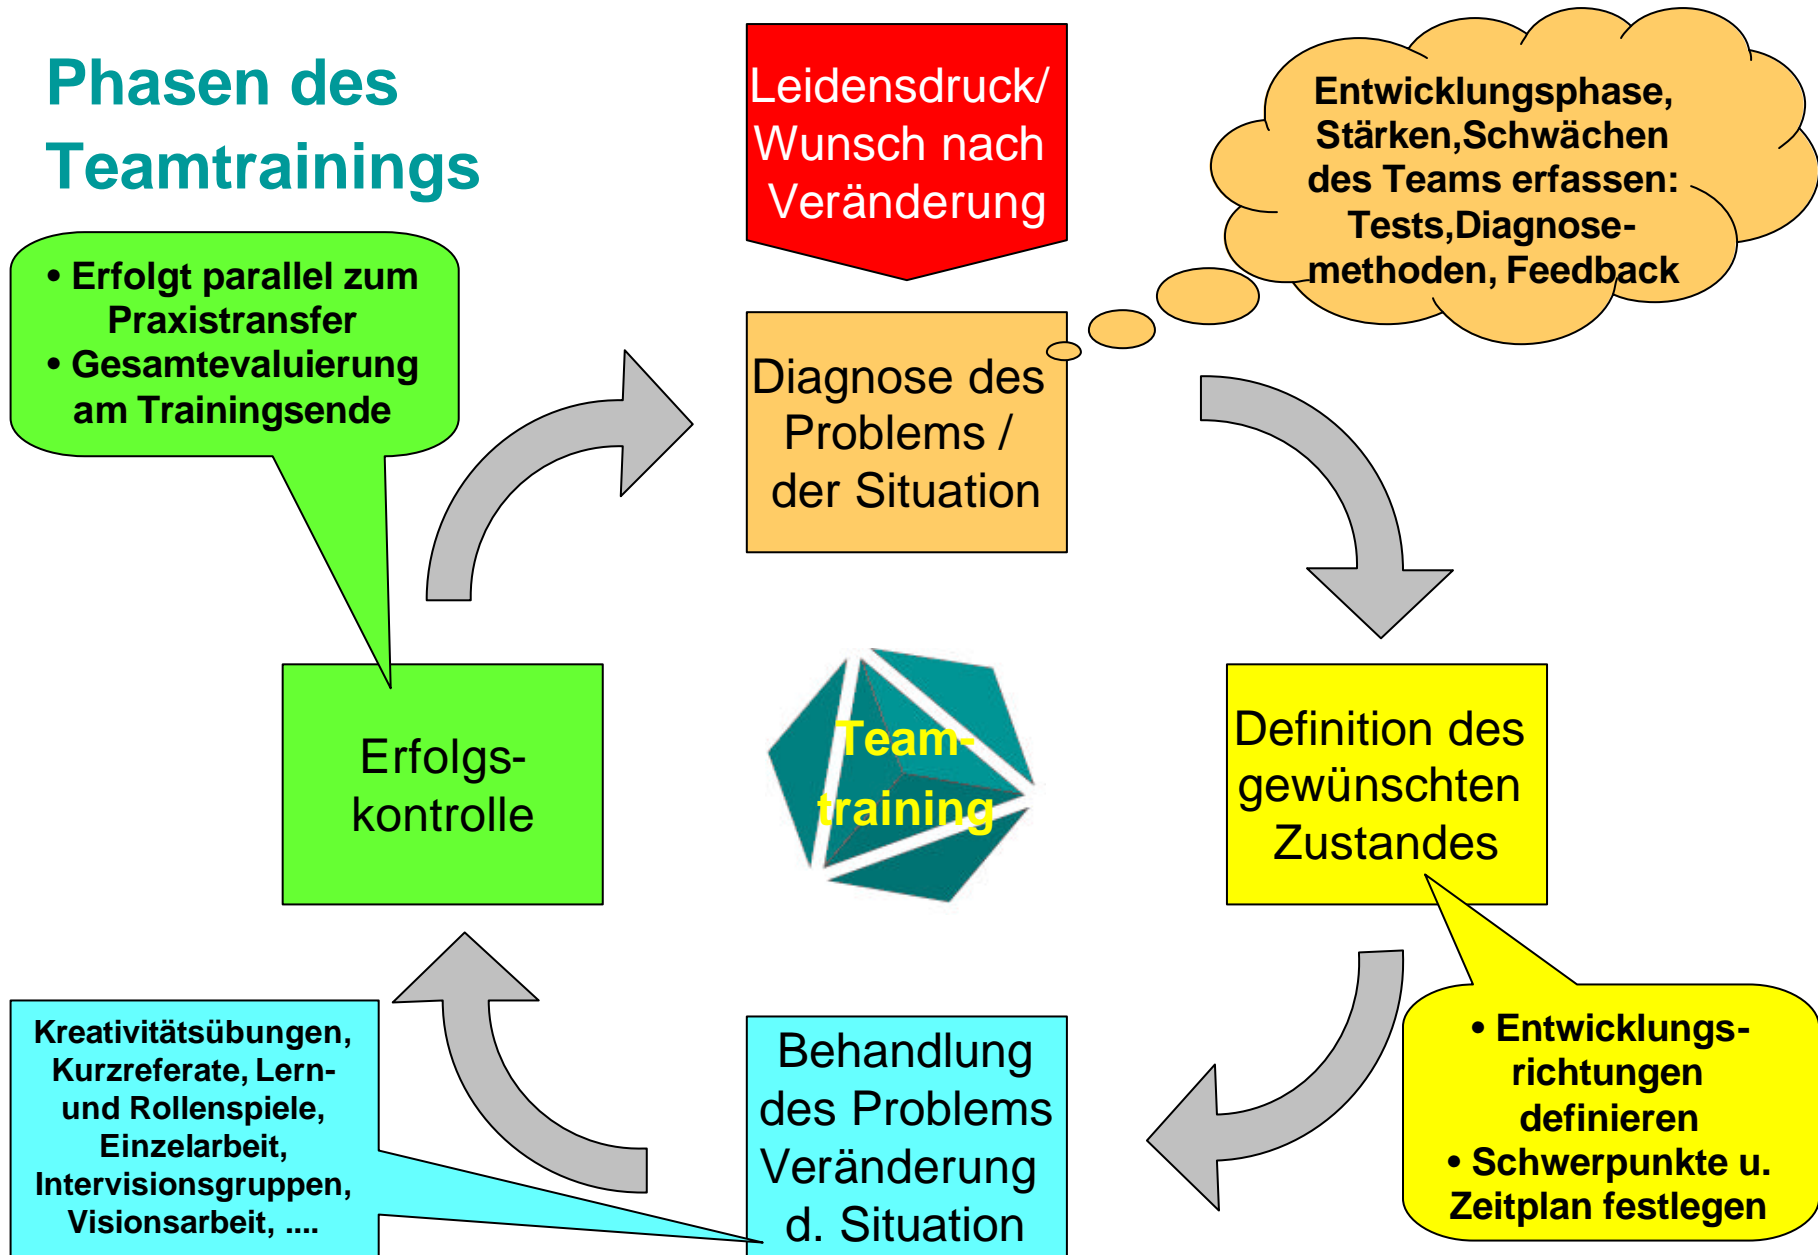 Phasen des
Teamtrainings
Leidensdruck/
Wunsch nach
Veränderung
Entwicklungsphase,
Stärken,Schwächen
des Teams erfassen:
Tests,Diagnose-
methoden, Feedback
• Erfolgt parallel zum
Praxistransfer
• Gesamtevaluierung
am Trainingsende
Diagnose des
Problems /
der Situation
Erfolgs-
kontrolle
Team-
training
Definition des
gewünschten
Zustandes
Kreativitätsübungen,
Kurzreferate, Lern-
und Rollenspiele,
Einzelarbeit,
Intervisionsgruppen,
Visionsarbeit, ....
Behandlung
des Problems
Veränderung
d. Situation
• Entwicklungs-
richtungen
definieren
• Schwerpunkte u.
Zeitplan festlegen